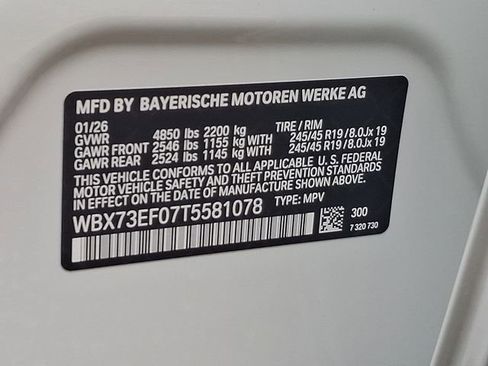 MFD BY BAYERISCHE MOTOREN WERKE AG
01/26
GVWR 4850 lbs 2200 kg TIRE / RIM
GAWR FRONT 2546 lbs 1155 kg WITH 245/45 R19 / 8.0Jx 19
GAWR REAR 2524 lbs 1145 kg WITH 245/45 R19 / 8.0Jx 19
THIS VEHICLE CONFORMS TO ALL APPLICABLE U. S. FEDERAL
MOTOR VEHICLE SAFETY AND THEFT PREVENTION STANDARDS
IN EFFECT ON THE DATE OF MANUFACTURE SHOWN ABOVE.
WBX73EF07T5581078 TYPE: MPV 300
7 320 730